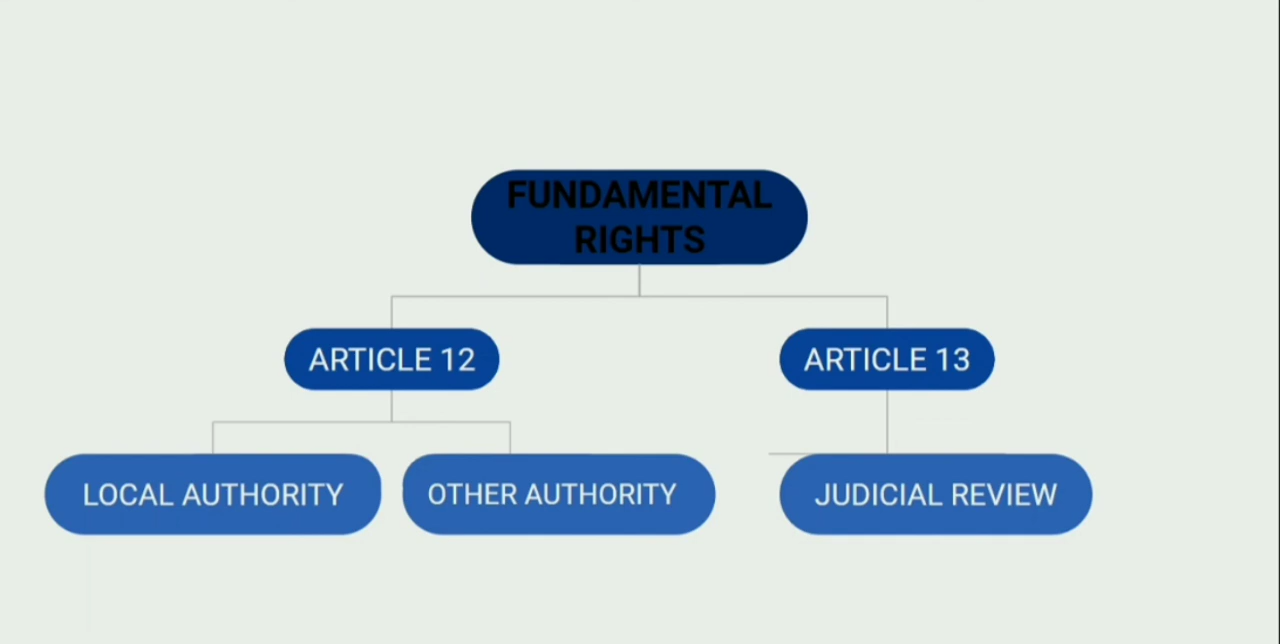 FUNDAMENTAL
RIGHTS
ARTICLE 12
ARTICLE 13
LOCAL AUTHORITY
OTHER AUTHORITY
JUDICIAL REVIEW